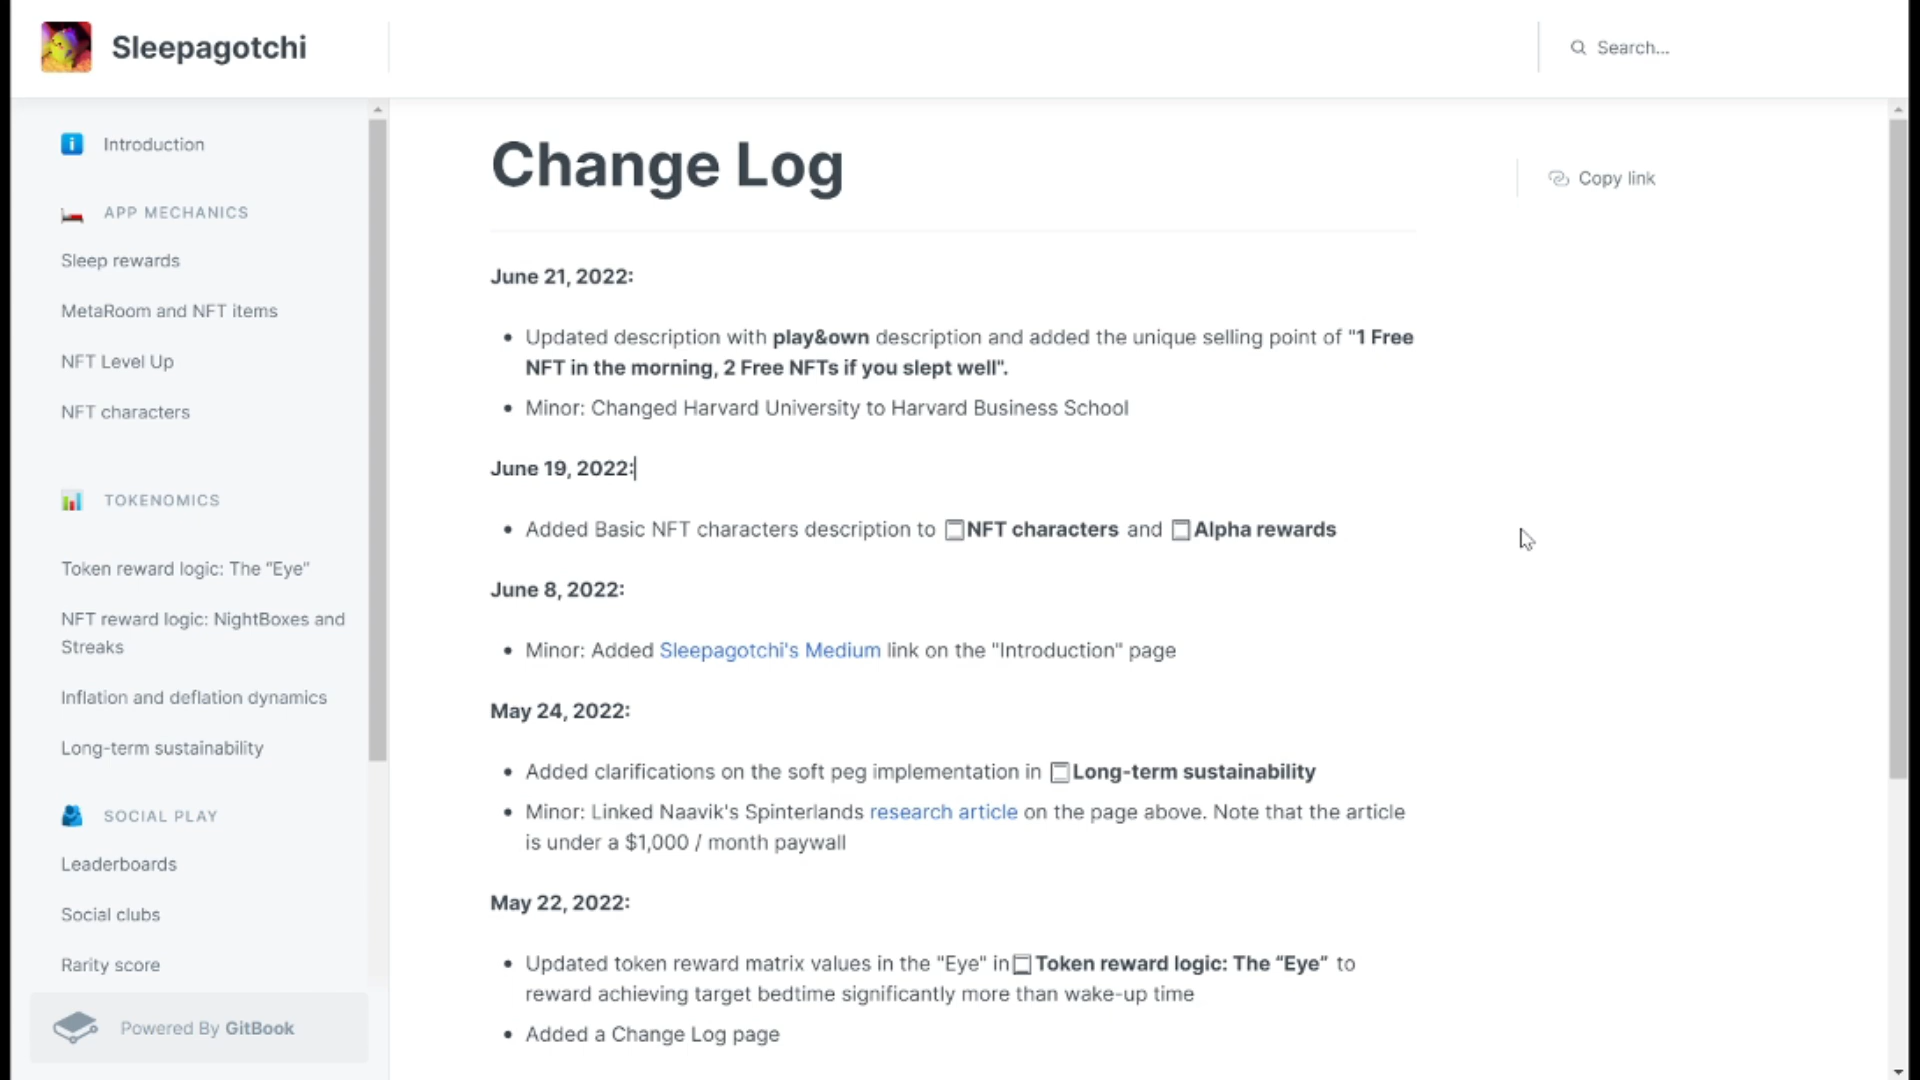 Sleepagotchi
Search...
Introduction
APP MECHANICS
Sleep rewards
MetaRoom and NFT items
NFT Level Up
NFT characters
TOKENOMICS
Token reward logic: The “Eye”
NFT reward logic: NightBoxes and
Streaks
Inflation and deflation dynamics
Long-term sustainability
SOCIAL PLAY
Leaderboards
Social clubs
Rarity score
Powered By GitBook
Change Log
Copy link
June 21, 2022:
Updated description with play&own description and added the unique selling point of "1 Free
NFT in the morning, 2 Free NFTs if you slept well".
Minor: Changed Harvard University to Harvard Business School
June 19, 2022:
Added Basic NFT characters description to NFT characters and Alpha rewards
June 8, 2022:
Minor: Added Sleepagotchi's Medium link on the "Introduction" page
May 24, 2022:
Added clarifications on the soft peg implementation in Long-term sustainability
Minor: Linked Naavik's Spinterlands research article on the page above. Note that the article
is under a $1,000 / month paywall
May 22, 2022:
Updated token reward matrix values in the "Eye" in Token reward logic: The “Eye” to
reward achieving target bedtime significantly more than wake-up time
Added a Change Log page